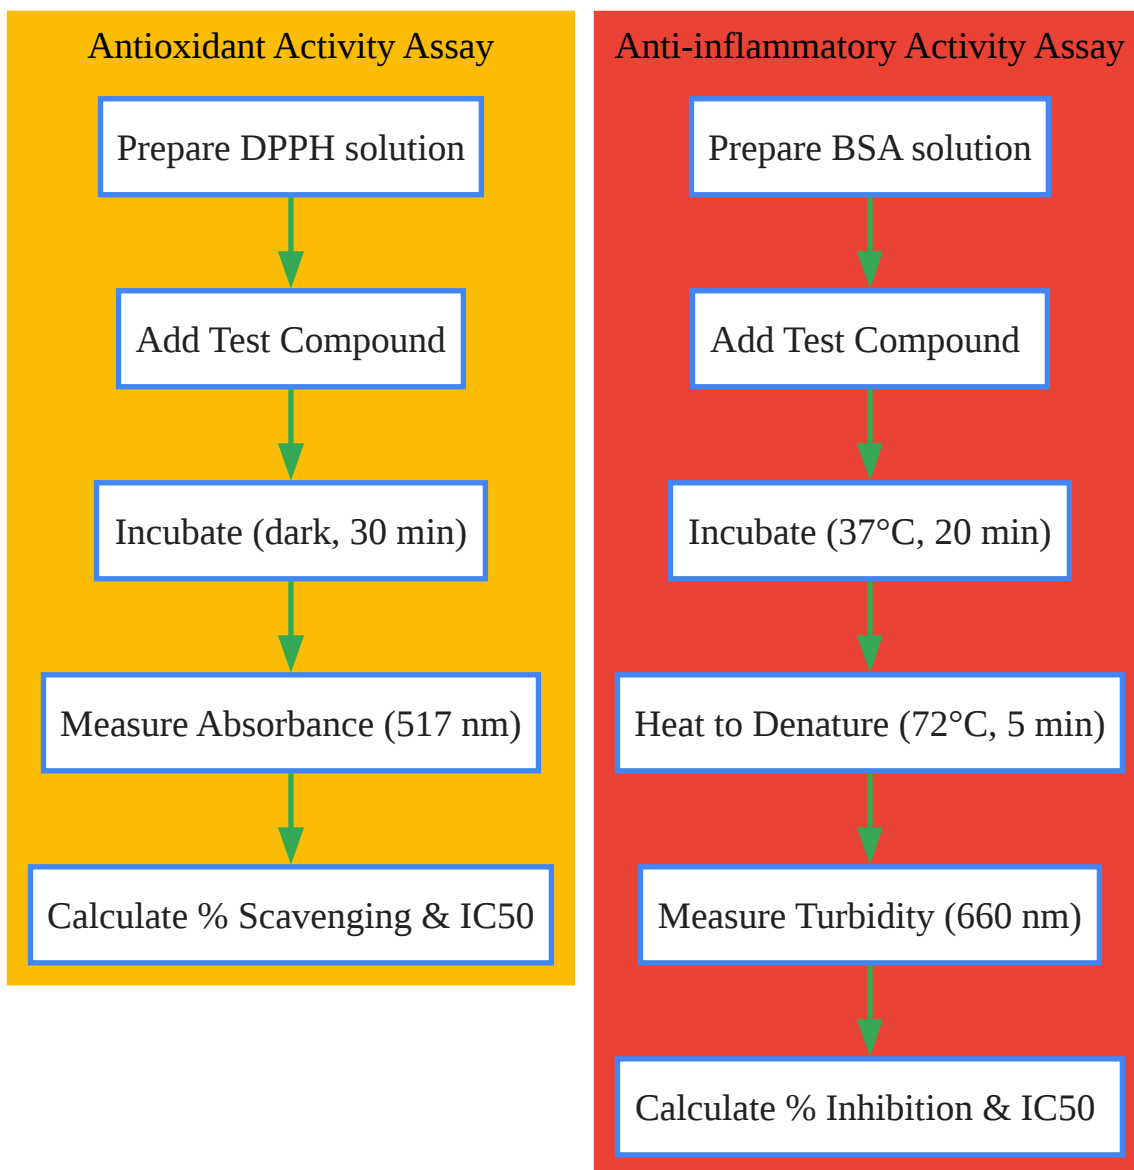 Antioxidant Activity Assay
Prepare DPPH solution
Add Test Compound
Incubate (dark, 30 min)
Measure Absorbance (517 nm)
Calculate % Scavenging & IC50
Anti-inflammatory Activity Assay
Prepare BSA solution
Add Test Compound
Incubate (37°C, 20 min)
Heat to Denature (72°C, 5 min)
Measure Turbidity (660 nm)
Calculate % Inhibition & IC50